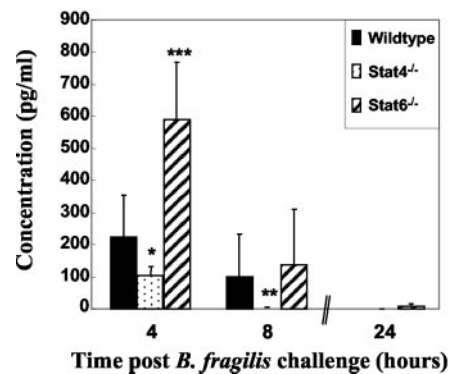 900
800
700
600
500
400
300
200
100
0
Concentration (pg/ml)
***
*
**
Wildtype
Stat4-/-
Stat6-/-
4 8 24
Time post B. fragilis challenge (hours)